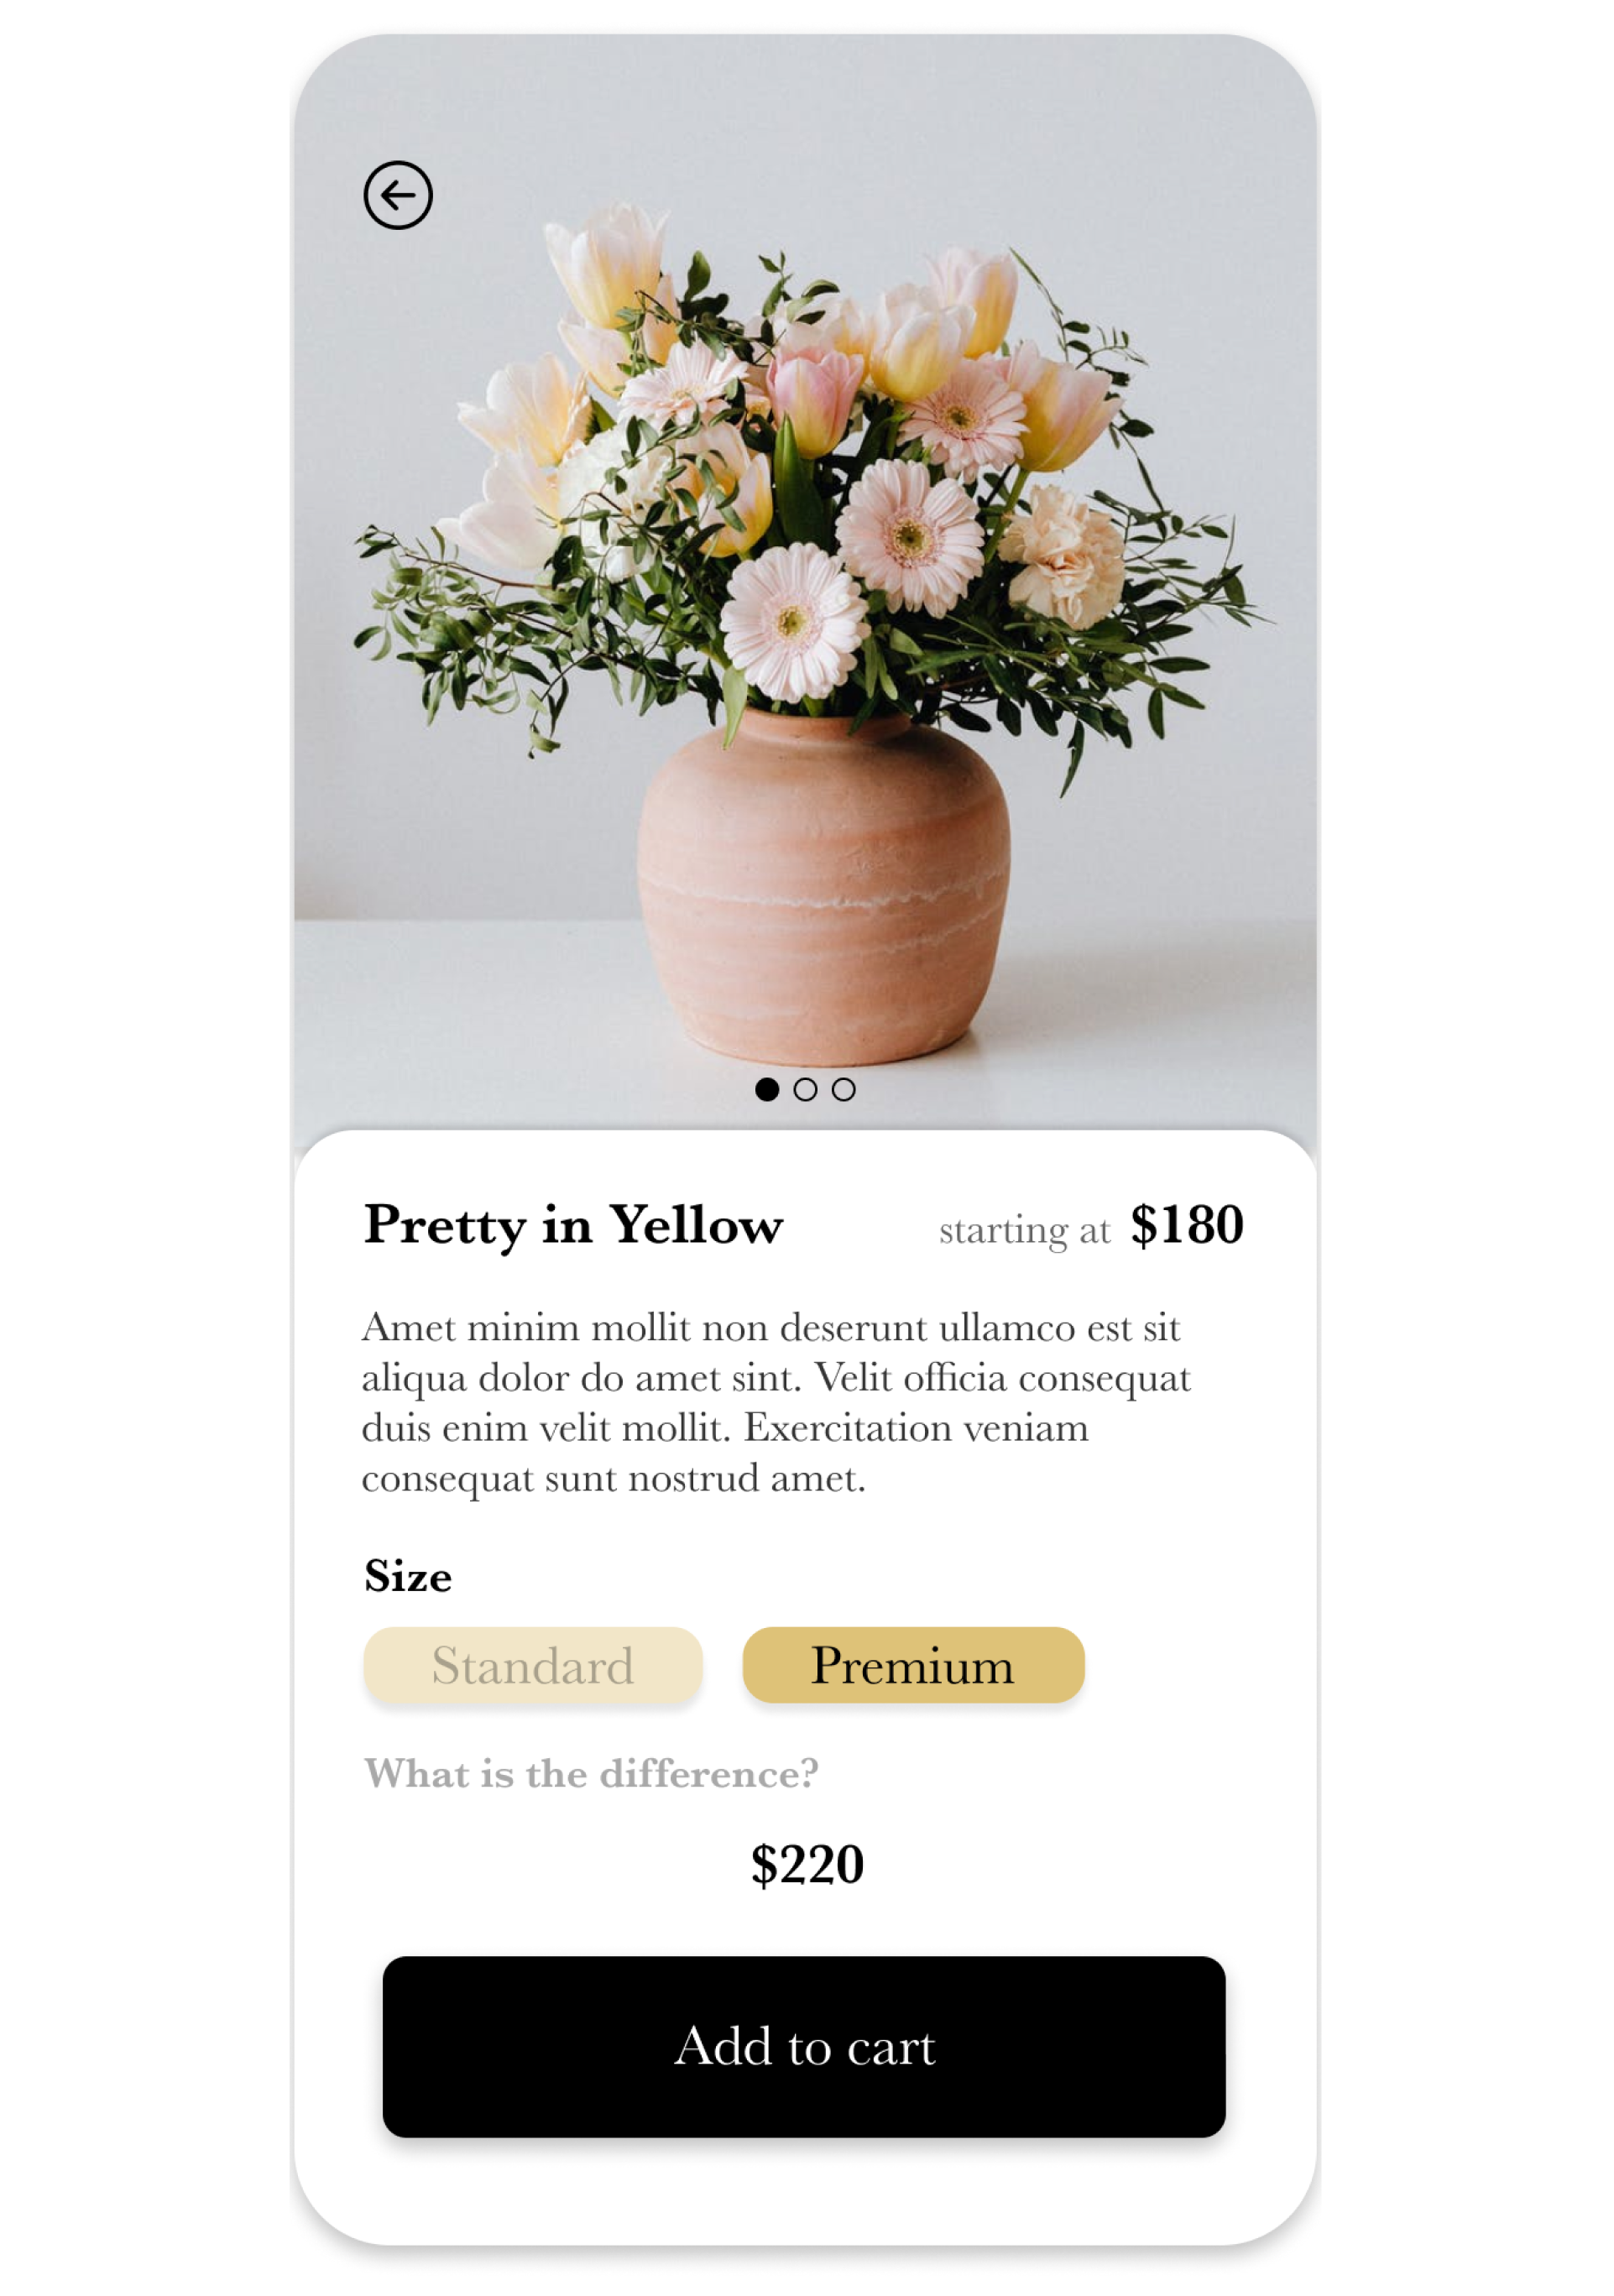 Pretty in Yellow starting at $180
Amet minim mollit non deserunt ullamco est sit
aliqua dolor do amet sint. Velit officia consequat
duis enim velit mollit. Exercitation veniam
consequat sunt nostrud amet.
Size
Standard Premium
What is the difference?
$220
Add to cart